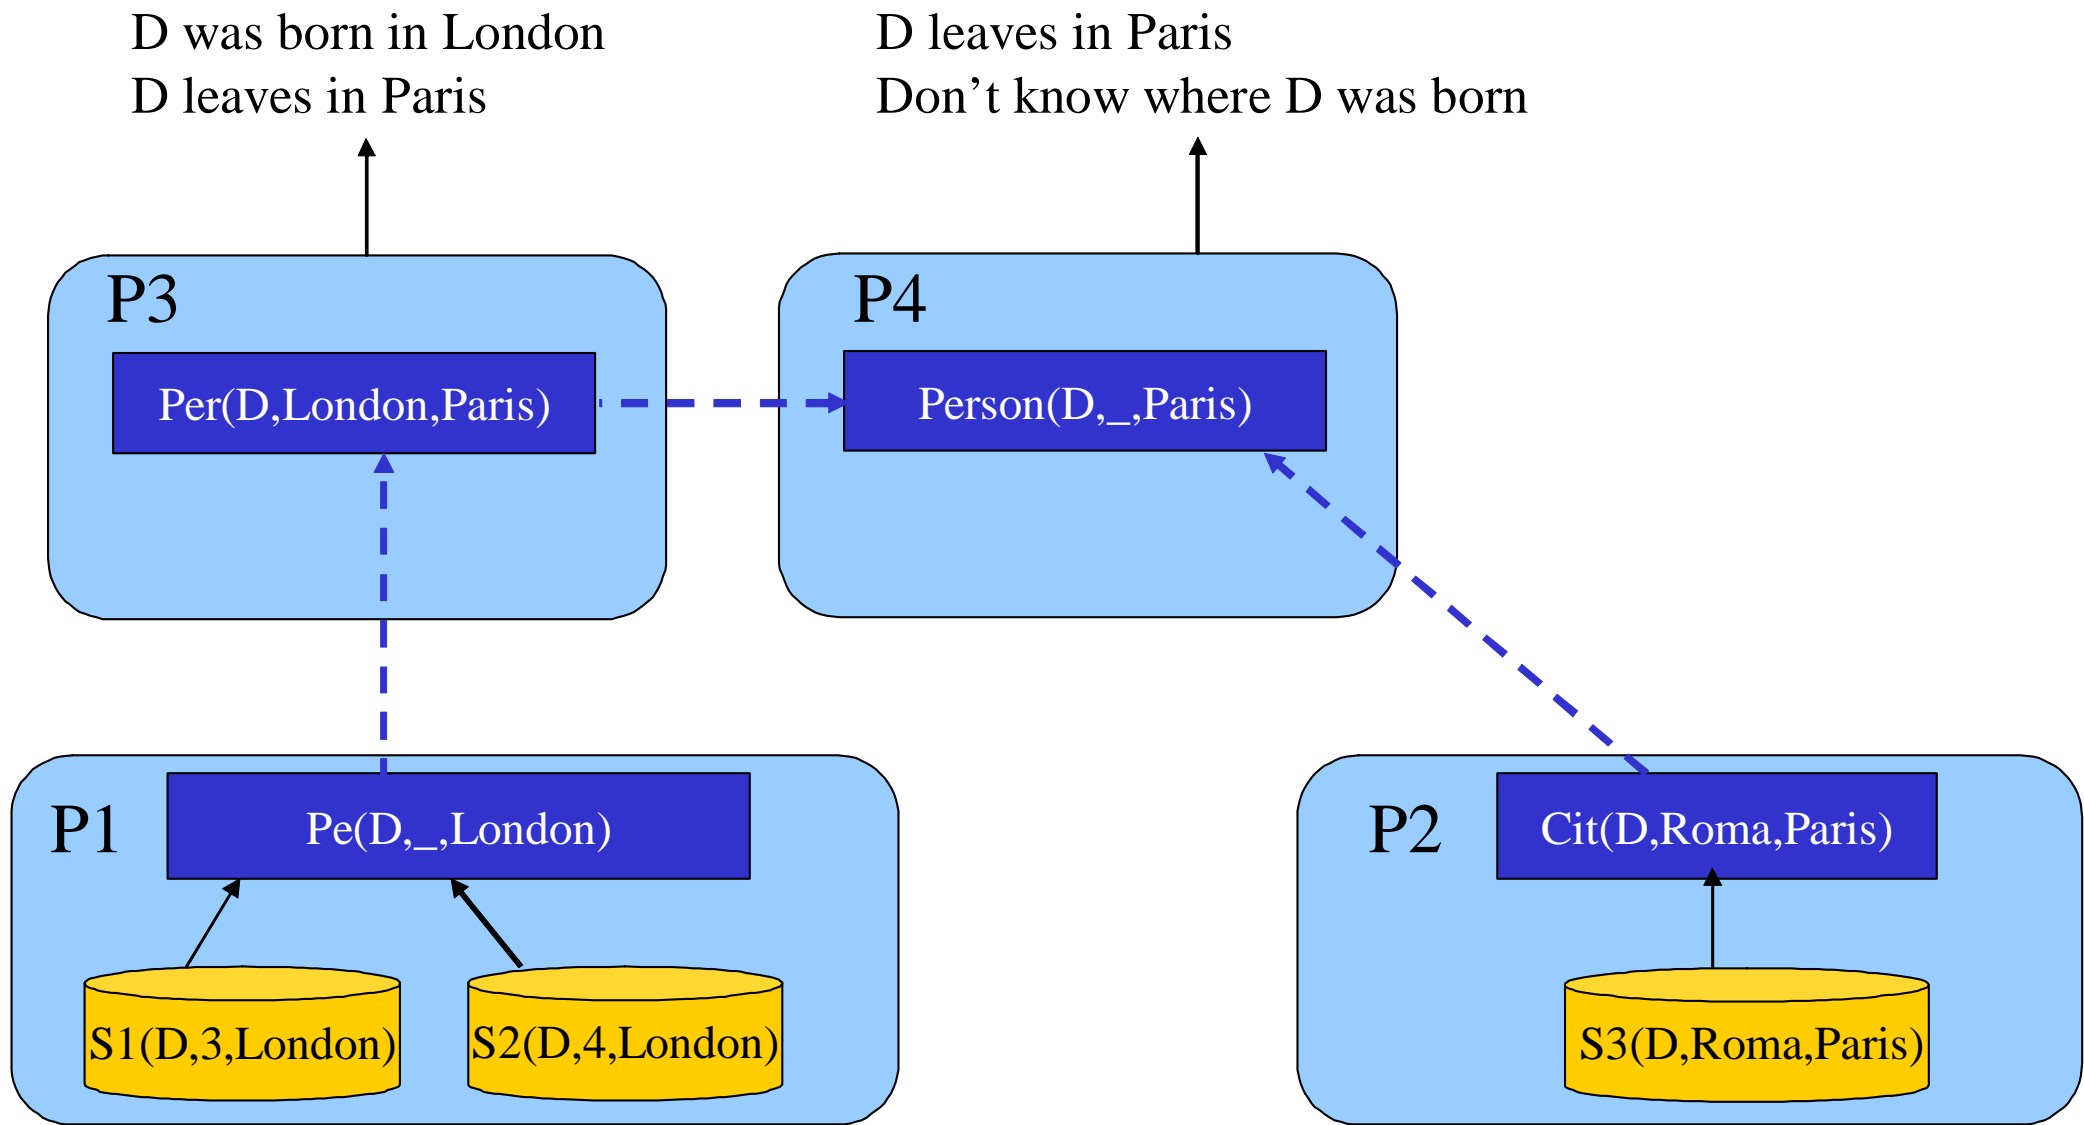 D was born in London
D leaves in Paris
D leaves in Paris
Don’t know where D was born
P3
Per(D,London,Paris)
P4
Person(D,_,Paris)
P1
Pe(D,_,London)
S1(D,3,London)
S2(D,4,London)
P2
Cit(D,Roma,Paris)
S3(D,Roma,Paris)